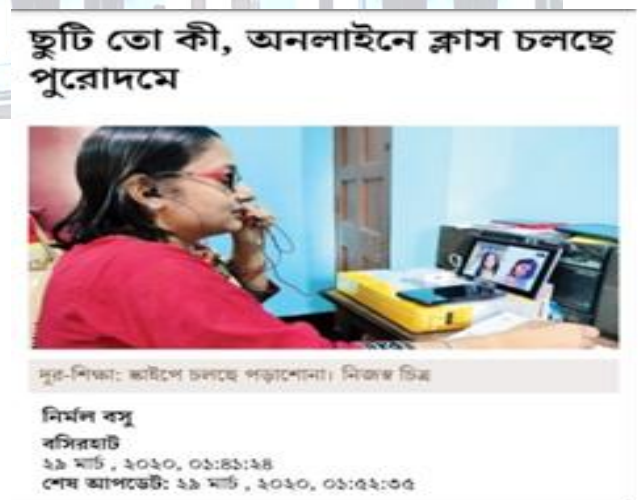 ছুটি তো কী, অনলাইনে ক্লাস চলছে
পুরোদমে
দূর-শিক্ষা: স্কাইপে চলছে পড়াশোনা। নিজস্ব চিত্র
নির্মল বসু
বসিরহাট
২৯ মার্চ , ২০২০, ০১:৪১:২৪
শেষ আপডেট: ২৯ মার্চ , ২০২০, ০১:৫২:৩৫